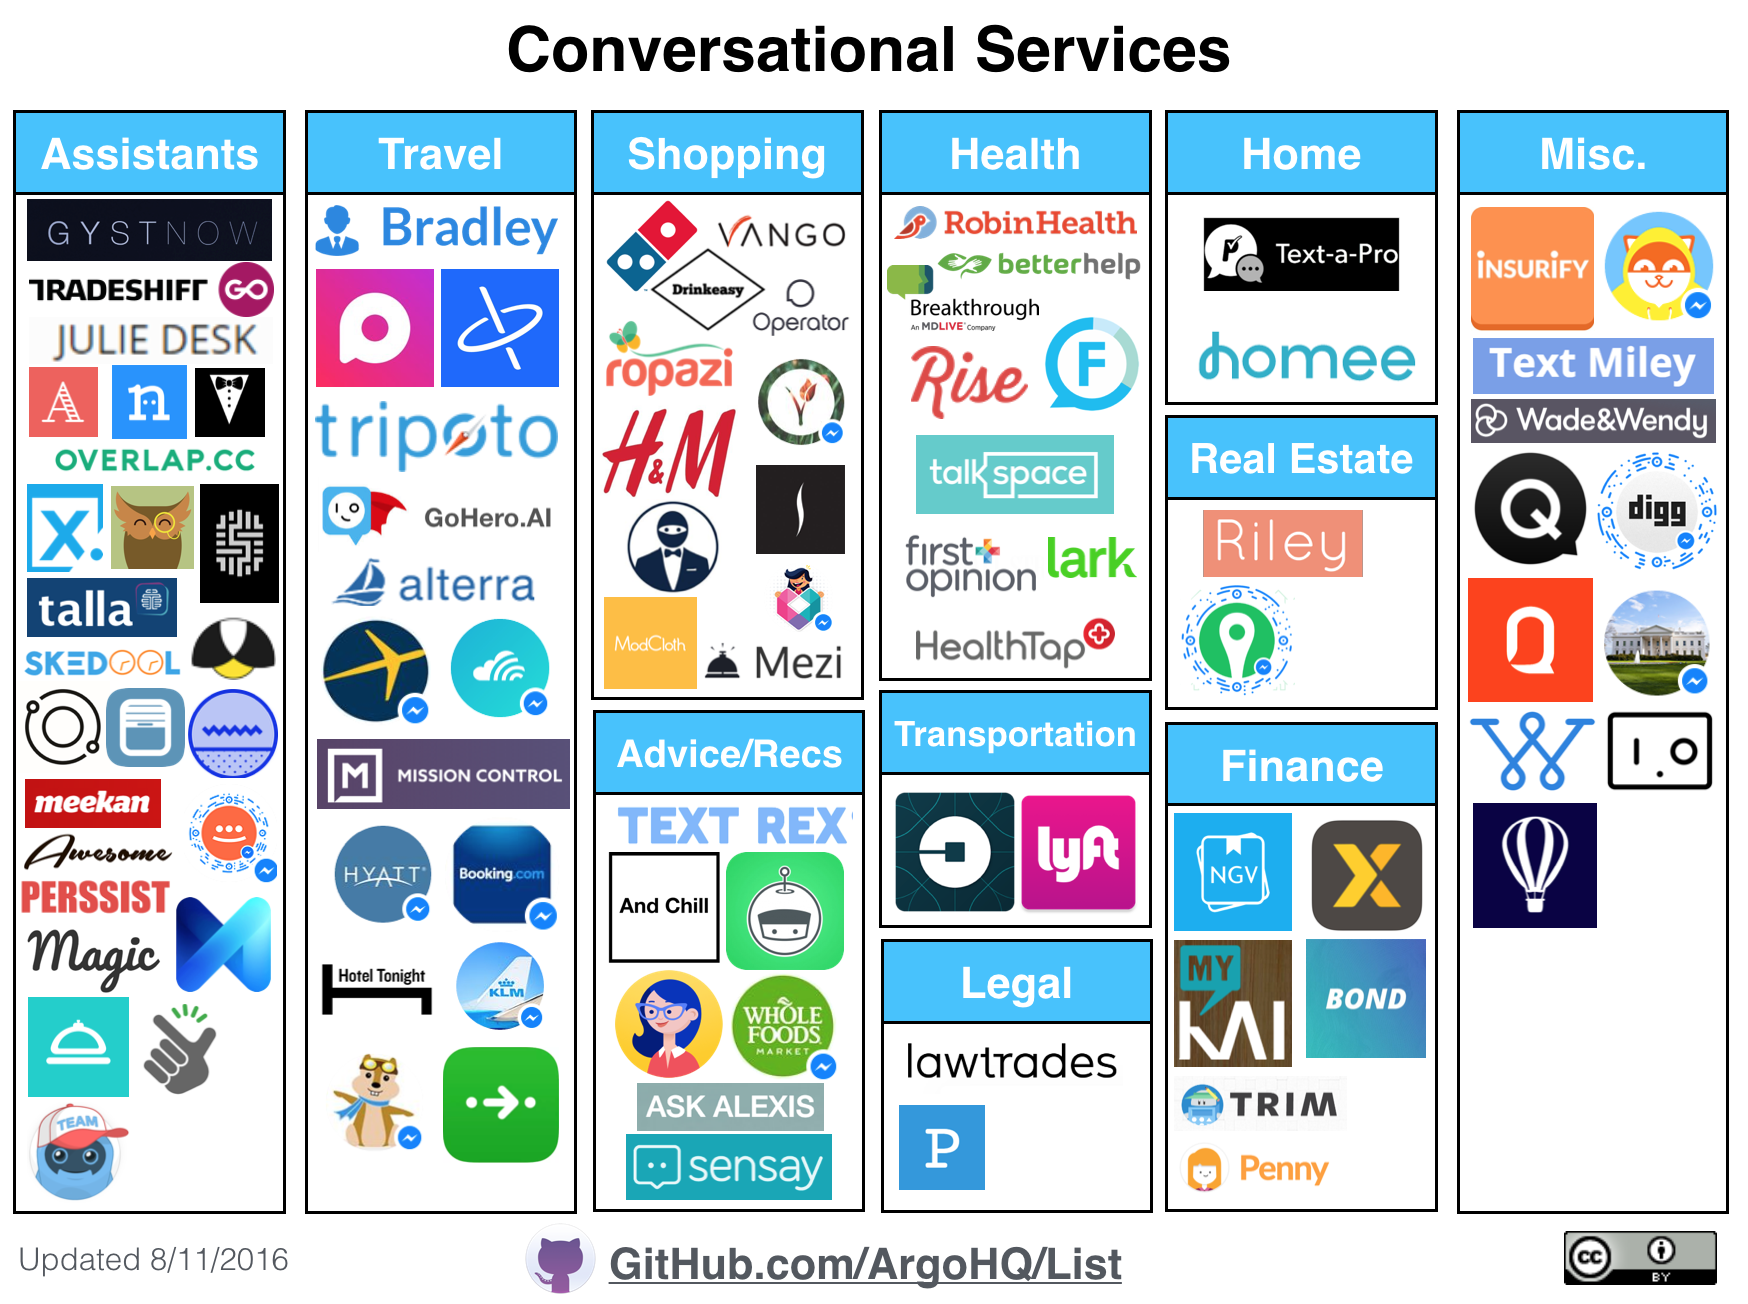 Conversational Services
Assistants
GYSTNOW
TRADESHIFT GO
JULIE DESK
A n
OVERLAP.CC
X.
talla
SKEDOOL
meekan
Awesome
PERSSIST
Magic
TEAM
Travel
Bradley
tripoto
GoHero.AI
alterra
M MISSION CONTROL
HYATT
Booking.com
Hotel Tonight
KLM
Shopping
VANGO
Drinkeasy
Operator
ropazi
H&M
ModCloth
Mezi
Advice/Recs
TEXT REX
And Chill
WHOLE
FOODS
MARKET
ASK ALEXIS
sensay
Health
RobinHealth
betterhelp
Breakthrough
An MDLIVE Company
Rise
F
talkspace
first
opinion
lark
HealthTap
Transportation
lyft
Legal
lawtrades
P
Home
Text-a-Pro
homee
Real Estate
Riley
Finance
NGV
MY
KAI
BOND
TRIM
Penny
Misc.
iNSURiFY
Text Miley
Wade&Wendy
Q
digg
W
1.0
Updated 8/11/2016
GitHub.com/ArgoHQ/List
cc
BY